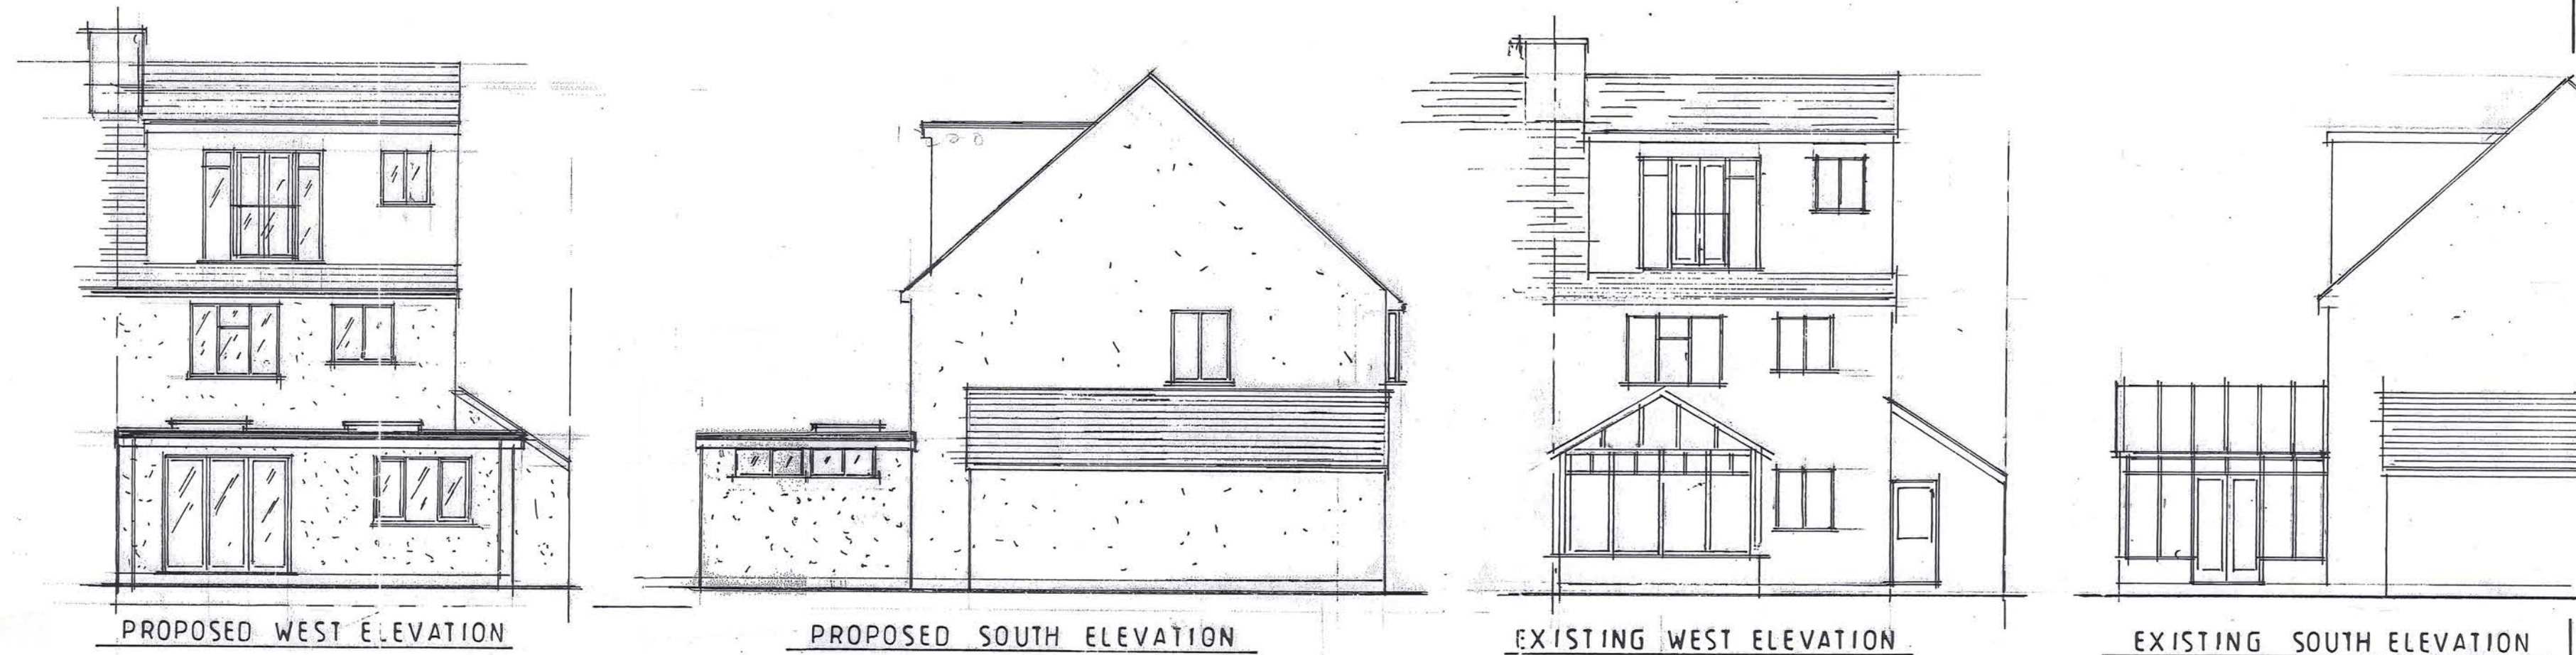 PROPOSED WEST ELEVATION
PROPOSED SOUTH ELEVATION
EXISTING WEST ELEVATION
EXISTING SOUTH ELEVATION